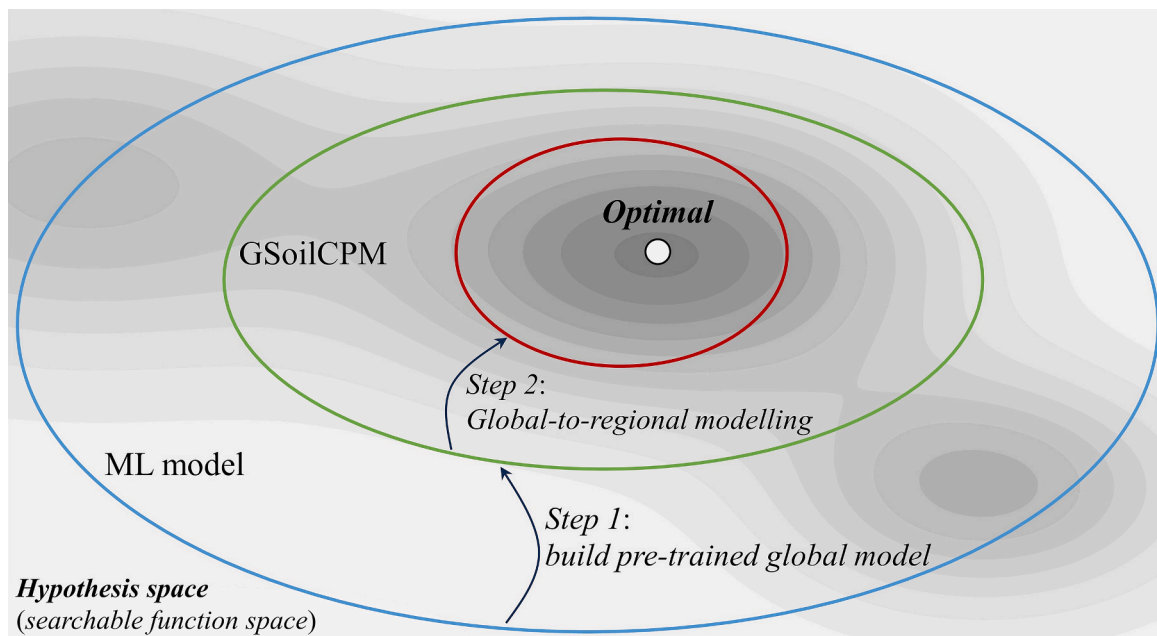 Optimal
GSoilCPM
Step 2:
Global-to-regional modelling
ML model
Step 1:
build pre-trained global model
Hypothesis space
(searchable function space)